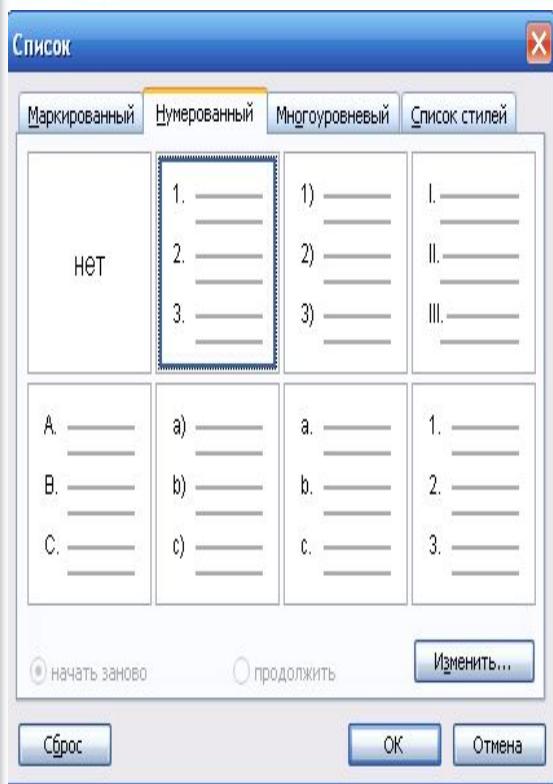 Список
Маркированный Нумерованный Многоуровневый Список стилей
нет
1.
2.
3.
1)
2)
3)
I.
II.
III.
A.
B.
C.
a)
b)
c)
a.
b.
c.
1.
2.
3.
начать заново продолжить Изменить...
Сброс ОК Отмена